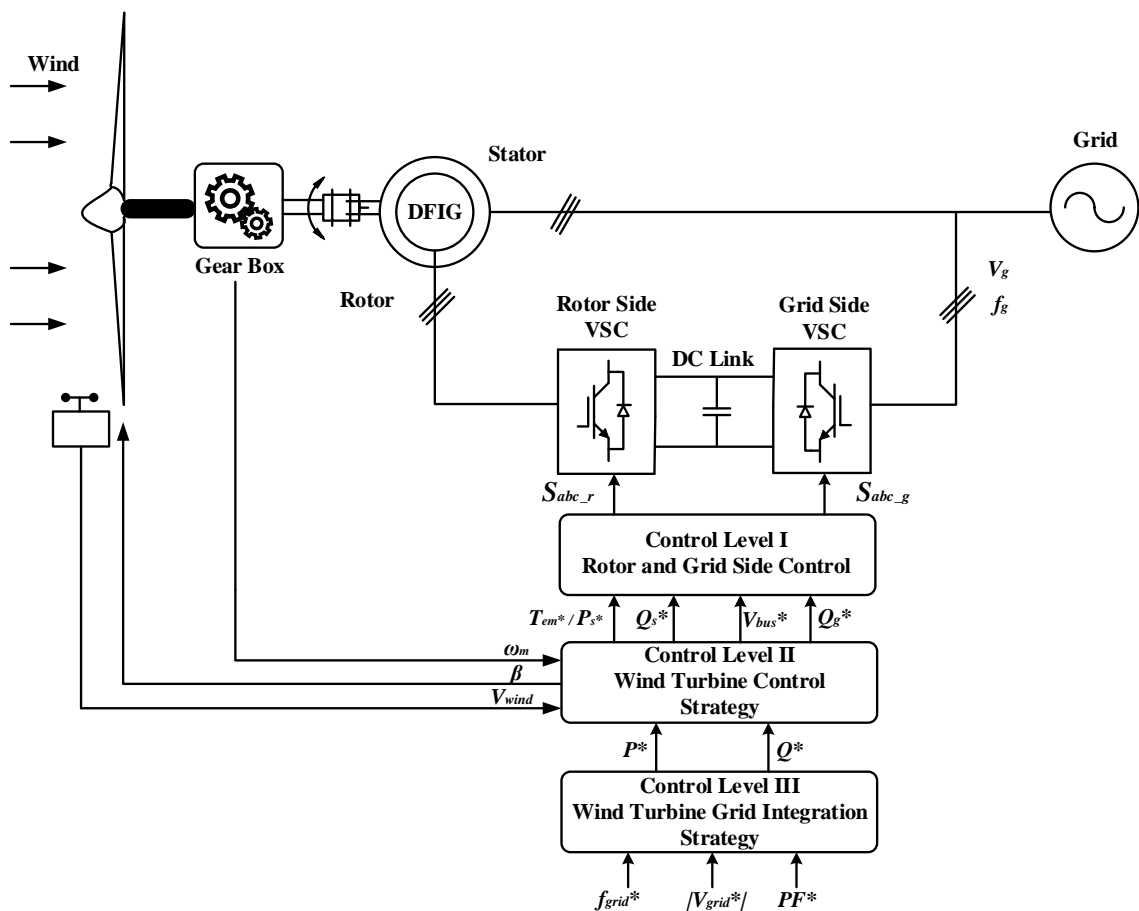 Wind
Grid
Stator
DFIG
Gear Box
Rotor
V_g
f_g
Rotor Side
VSC
Grid Side
VSC
DC Link
S_abc_r
S_abc_g
Control Level I
Rotor and Grid Side Control
T_em* / P_s*
Q_s*
V_bus*
Q_g*
ω_m
β
V_wind
Control Level II
Wind Turbine Control
Strategy
P*
Q*
Control Level III
Wind Turbine Grid Integration
Strategy
f_grid*
|V_grid*|
PF*